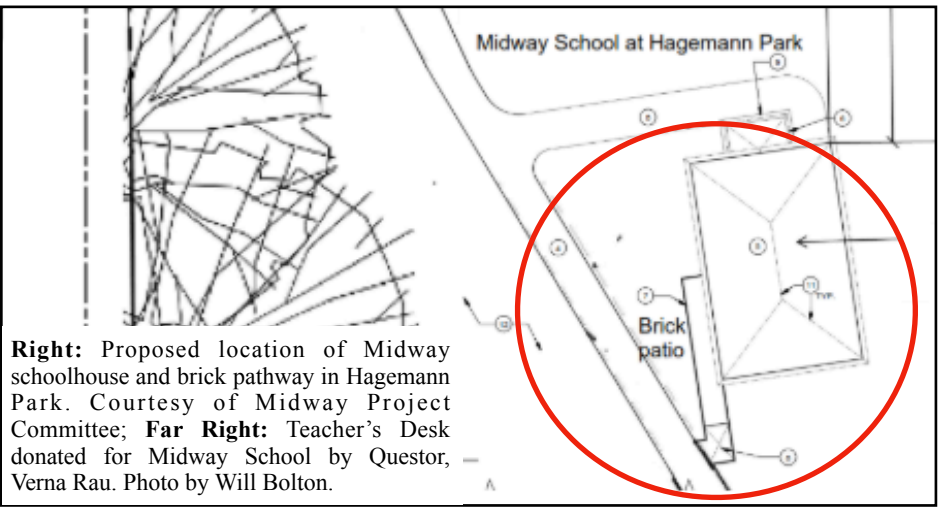 Midway School at Hagemann Park
TYP.
Brick
patio
Right: Proposed location of Midway
schoolhouse and brick pathway in Hagemann
Park. Courtesy of Midway Project
Committee; Far Right: Teacher’s Desk
donated for Midway School by Questor,
Verna Rau. Photo by Will Bolton.